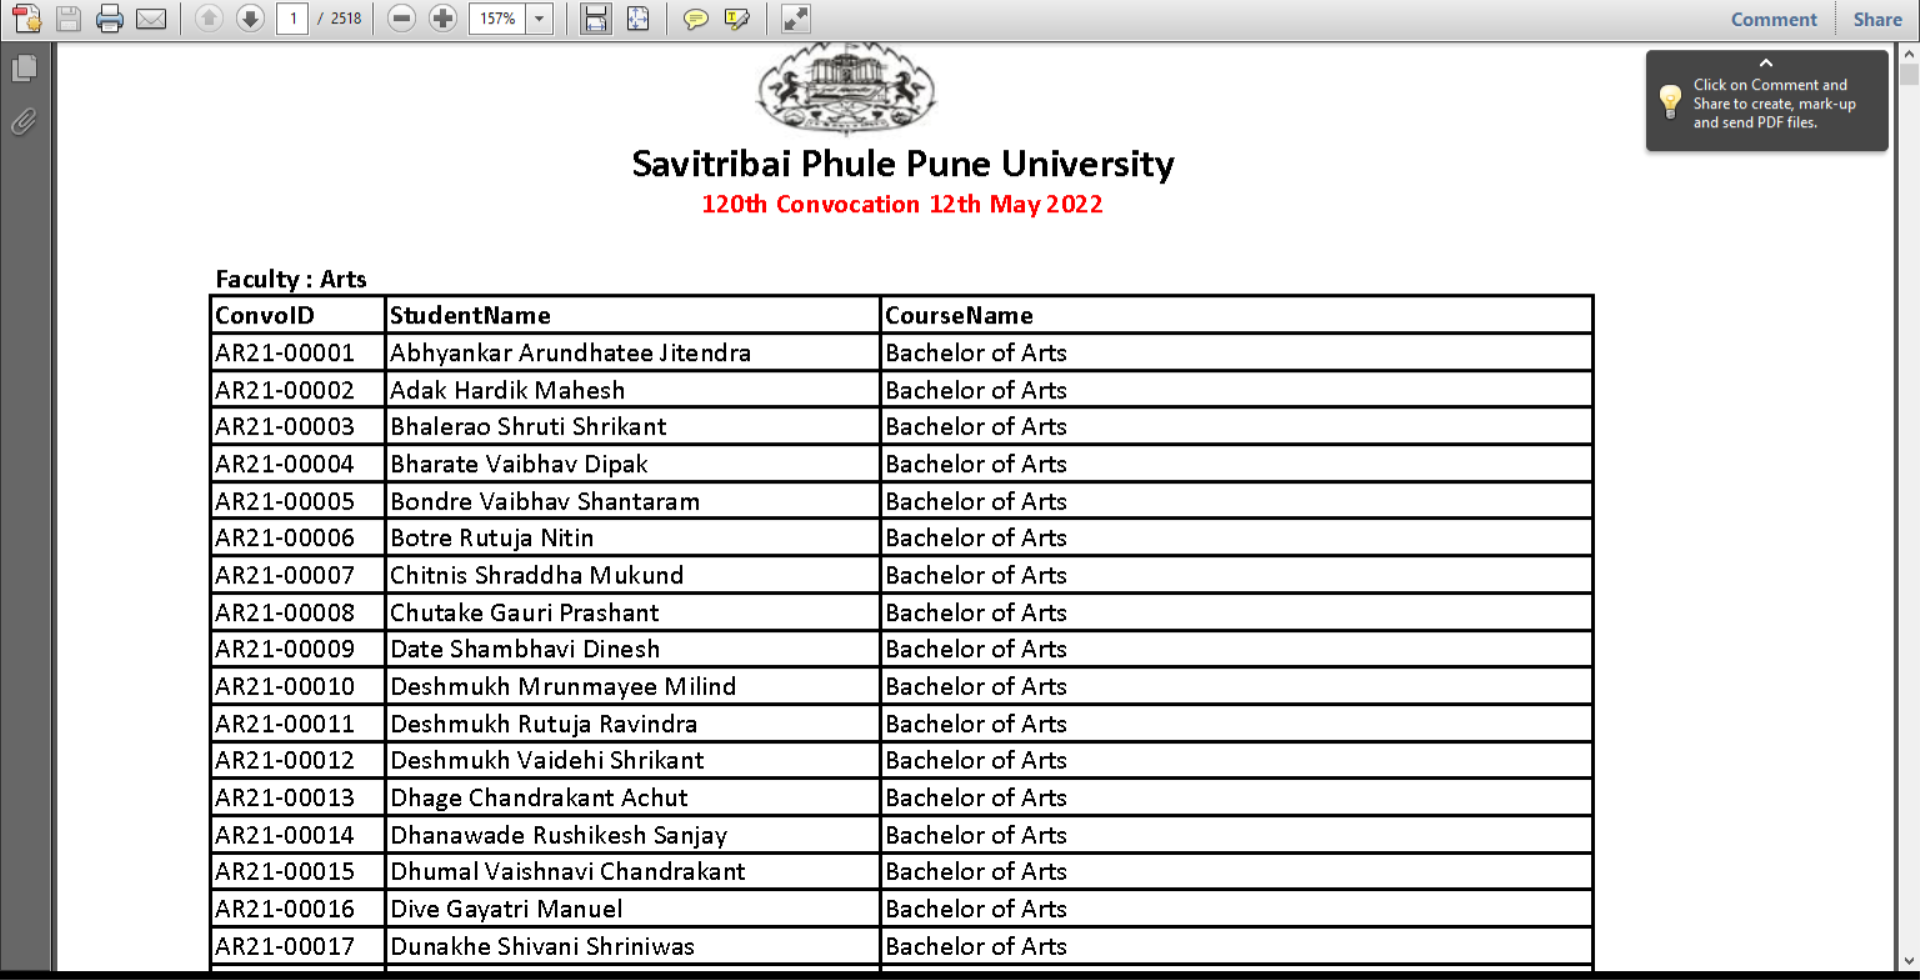 1 / 2518 157% Comment Share
Click on Comment and
Share to create, mark-up
and send PDF files.
Savitribai Phule Pune University
120th Convocation 12th May 2022
Faculty : Arts
ConvoID StudentName CourseName
AR21-00001 Abhyankar Arundhatee Jitendra Bachelor of Arts
AR21-00002 Adak Hardik Mahesh Bachelor of Arts
AR21-00003 Bhalerao Shruti Shrikant Bachelor of Arts
AR21-00004 Bharate Vaibhav Dipak Bachelor of Arts
AR21-00005 Bondre Vaibhav Shantaram Bachelor of Arts
AR21-00006 Botre Rutuja Nitin Bachelor of Arts
AR21-00007 Chitnis Shraddha Mukund Bachelor of Arts
AR21-00008 Chutake Gauri Prashant Bachelor of Arts
AR21-00009 Date Shambhavi Dinesh Bachelor of Arts
AR21-00010 Deshmukh Mrunmayee Milind Bachelor of Arts
AR21-00011 Deshmukh Rutuja Ravindra Bachelor of Arts
AR21-00012 Deshmukh Vaidehi Shrikant Bachelor of Arts
AR21-00013 Dhage Chandrakant Achut Bachelor of Arts
AR21-00014 Dhanawade Rushikesh Sanjay Bachelor of Arts
AR21-00015 Dhumal Vaishnavi Chandrakant Bachelor of Arts
AR21-00016 Dive Gayatri Manuel Bachelor of Arts
AR21-00017 Dunakhe Shivani Shriniwas Bachelor of Arts